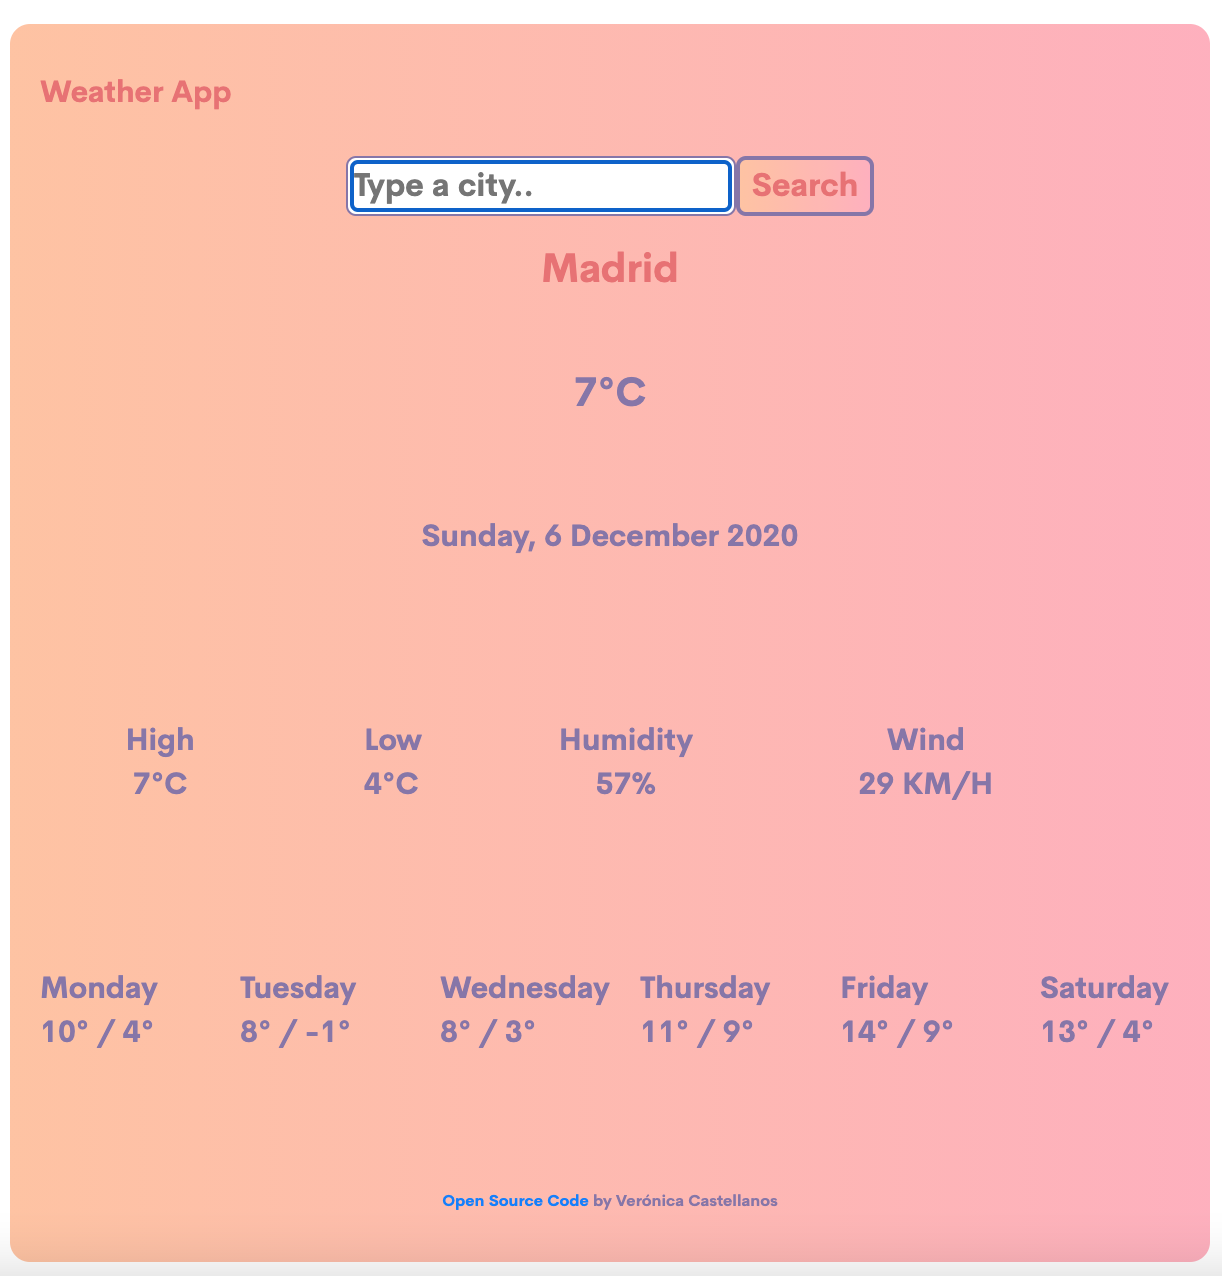 Weather App
Type a city..
Search
Madrid
7°C
Sunday, 6 December 2020
High Low Humidity Wind
7°C 4°C 57% 29 KM/H
Monday Tuesday Wednesday Thursday Friday Saturday
10° / 4° 8° / -1° 8° / 3° 11° / 9° 14° / 9° 13° / 4°
Open Source Code by Verónica Castellanos